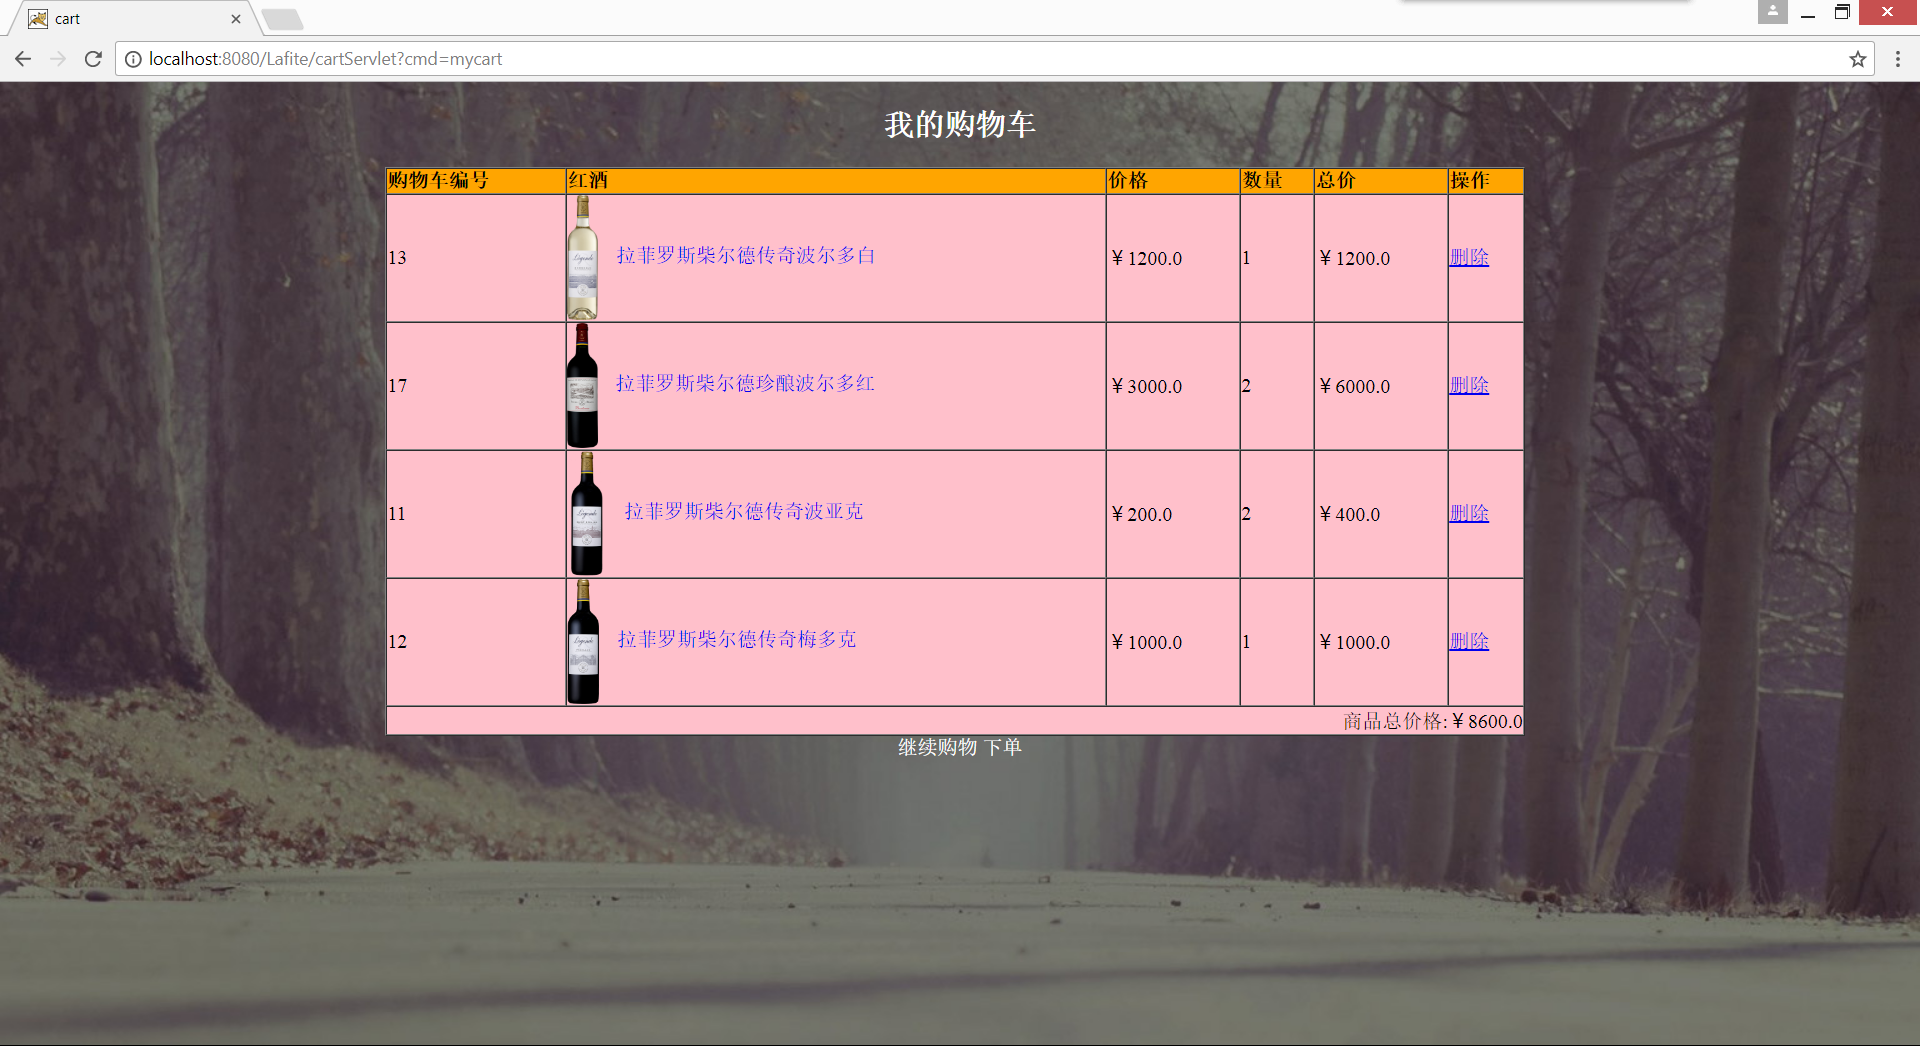 cart
localhost:8080/Lafite/cartServlet?cmd=mycart
我的购物车
购物车编号 红酒 价格 数量 总价 操作
13 拉菲罗斯柴尔德传奇波尔多白 ￥1200.0 1 ￥1200.0 删除
17 拉菲罗斯柴尔德珍酿波尔多红 ￥3000.0 2 ￥6000.0 删除
11 拉菲罗斯柴尔德传奇波亚克 ￥200.0 2 ￥400.0 删除
12 拉菲罗斯柴尔德传奇梅多克 ￥1000.0 1 ￥1000.0 删除
商品总价格:￥8600.0
继续购物 下单